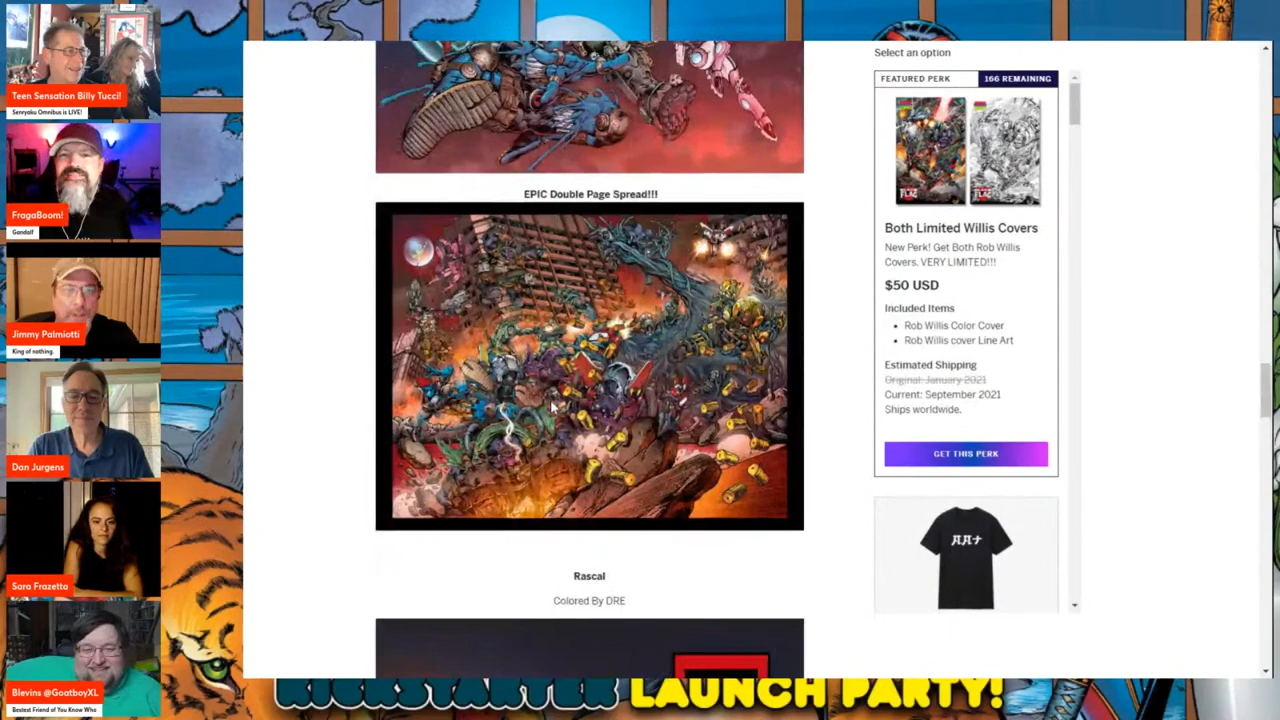 Teen Sensation Billy Tucci!
Senryaku Omnibus is LIVE!
FragaBoom!
Gandalf
Jimmy Palmiotti
King of nothing.
Dan Jurgens
Sara Frazetta
Blevins @GoatboyXL
Bestest Friend of You Know Who
EPIC Double Page Spread!!!
Rascal
Colored By DRE
Select an option
FEATURED PERK
166 REMAINING
Both Limited Willis Covers
New Perk! Get Both Rob Willis
Covers. VERY LIMITED!!!
$50 USD
Included Items
Rob Willis Color Cover
Rob Willis cover Line Art
Estimated Shipping
Original: January 2021
Current: September 2021
Ships worldwide.
GET THIS PERK
KICKSTARTER LAUNCH PARTY!